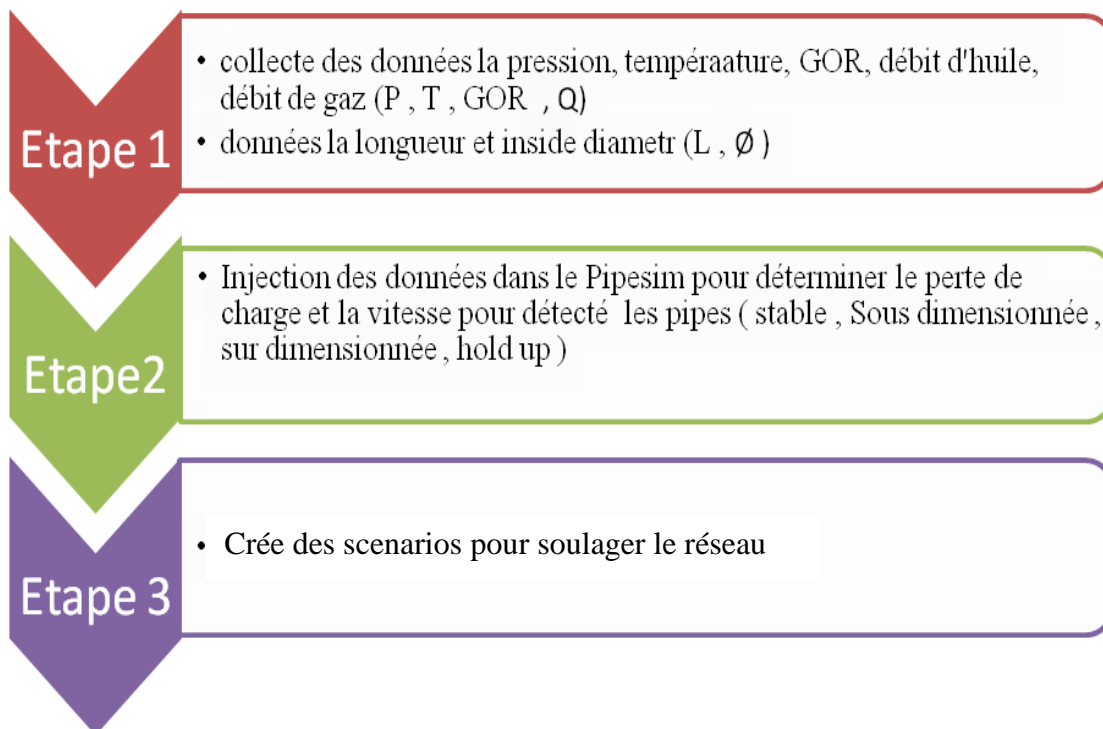 Etape 1
• collecte des données la pression, tempéraature, GOR, débit d'huile,
débit de gaz (P , T , GOR , Q)
• données la longueur et inside diametr (L , Ø )
Etape2
• Injection des données dans le Pipesim pour déterminer le perte de
charge et la vitesse pour détecté les pipes ( stable , Sous dimensionnée ,
sur dimensionnée , hold up )
Etape 3
• Crée des scenarios pour soulager le réseau